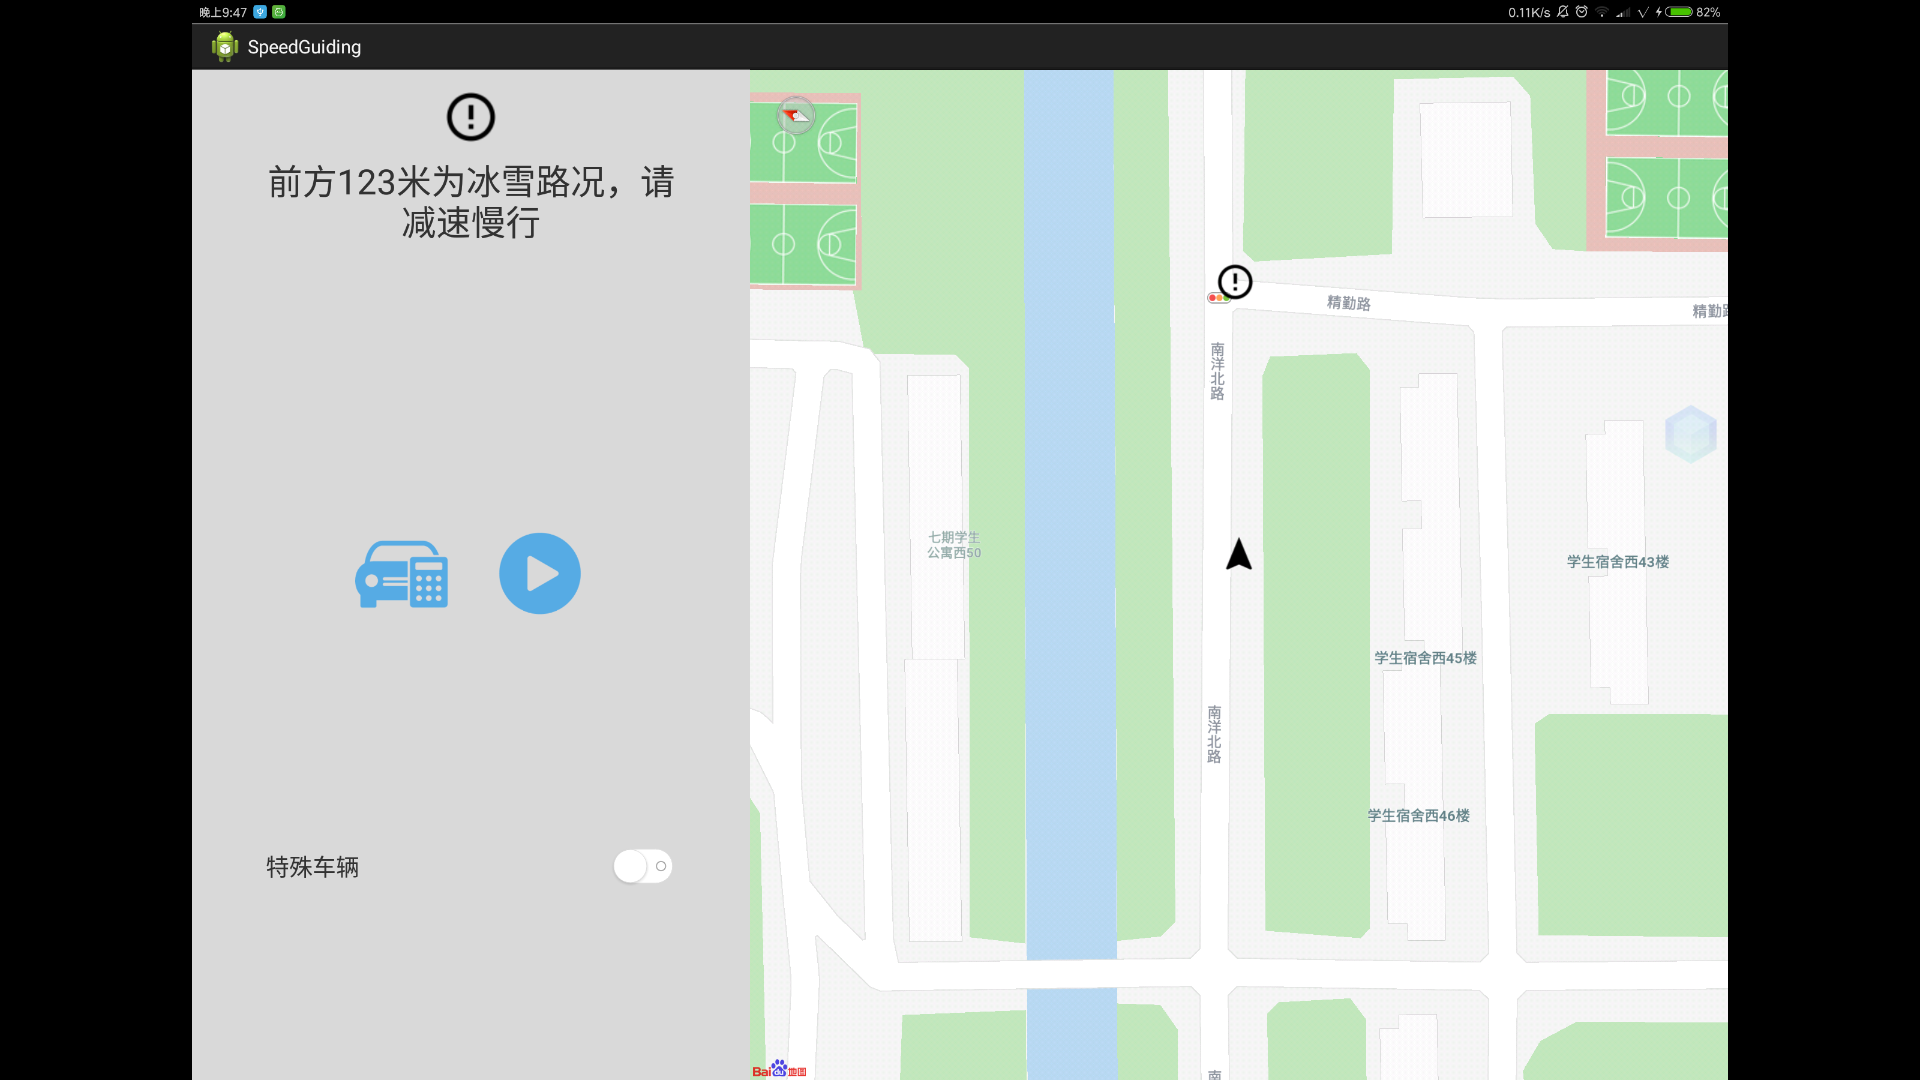 晚上9:47
0.11K/s
82%
SpeedGuiding
前方123米为冰雪路况，请
减速慢行
特殊车辆
精勤路
精勤路
南洋北路
七期学生
公寓西50
学生宿舍西43楼
学生宿舍西45楼
南洋北路
学生宿舍西46楼
南
Bai du 地图